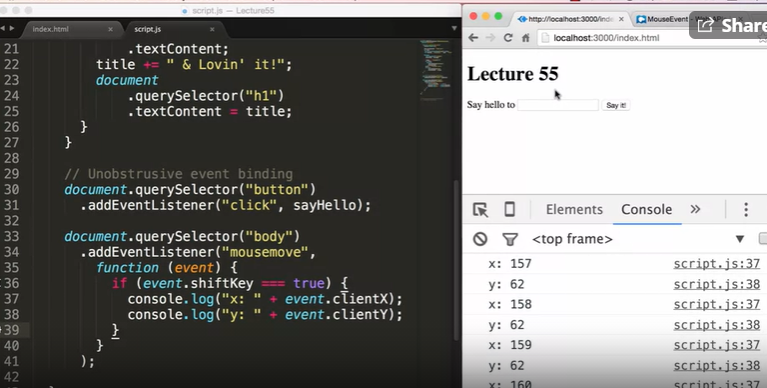 script.js — Lecture55
index.html
script.js
21 .textContent;
22 title += " & Lovin' it!";
23 document
24 .querySelector("h1")
25 .textContent = title;
26 }
27 }
28
29 // Unobstrusive event binding
30 document.querySelector("button")
31 .addEventListener("click", sayHello);
32
33 document.querySelector("body")
34 .addEventListener("mousemove",
35 function (event) {
36 if (event.shiftKey === true) {
37 console.log("x: " + event.clientX);
38 console.log("y: " + event.clientY);
39 }
40 }
41 );
42
http://localhost:3000/inde
MouseEvent
Share
localhost:3000/index.html
Lecture 55
Say hello to
Say it!
Elements Console »
<top frame>
x: 157 script.js:37
y: 62 script.js:38
x: 158 script.js:37
y: 62 script.js:38
x: 159 script.js:37
y: 62 script.js:38
x: 160 script.js:37